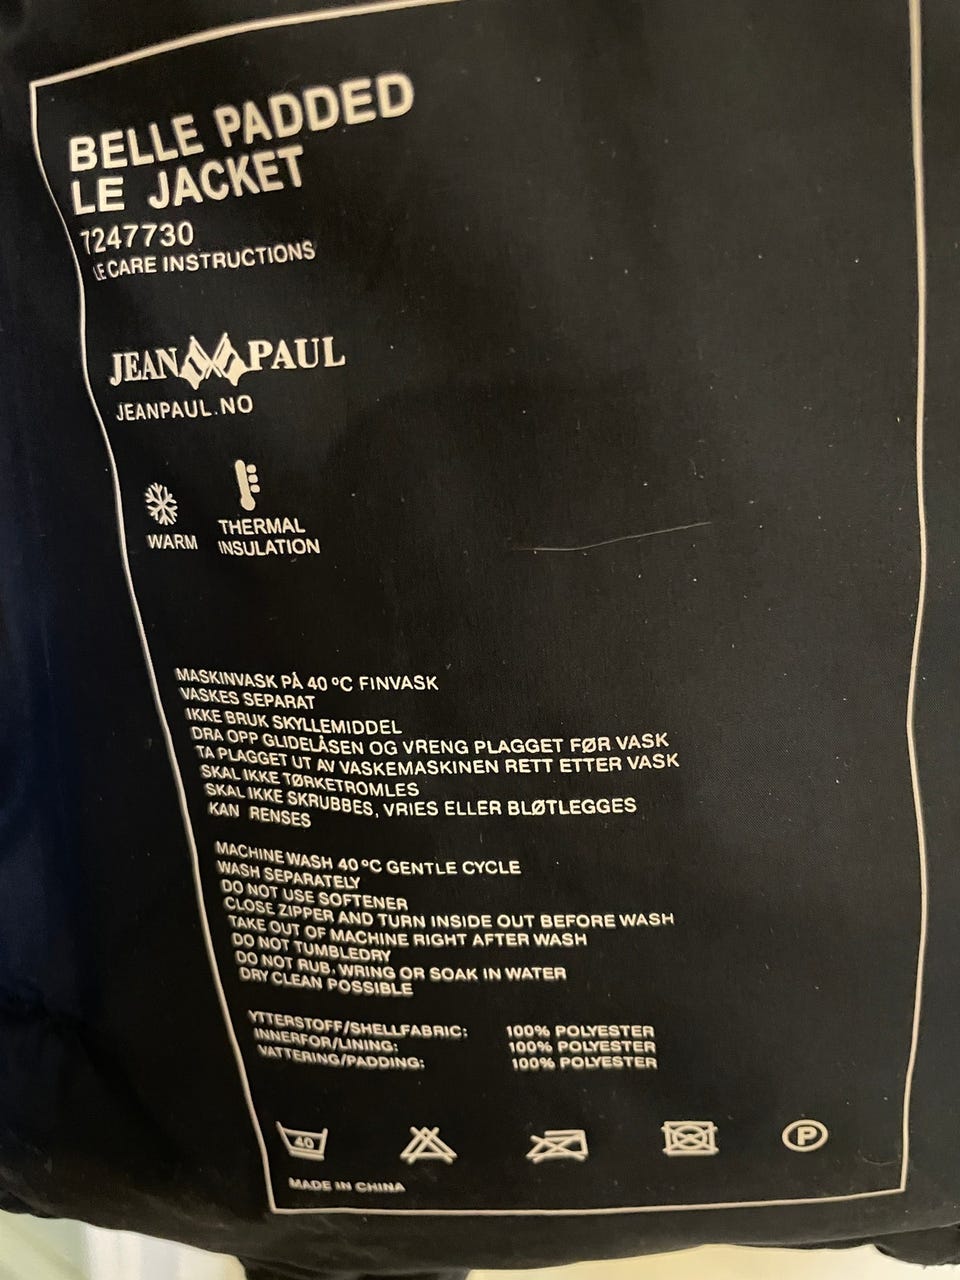 BELLE PADDED
LE JACKET
7247730
LE CARE INSTRUCTIONS
JEAN PAUL
JEANPAUL.NO
WARM
THERMAL
INSULATION
MASKINVASK PÅ 40 ºC FINVASK
VASKES SEPARAT
IKKE BRUK SKYLLEMIDDEL
DRA OPP GLIDELÅSEN OG VRENG PLAGGET FØR VASK
TA PLAGGET UT AV VASKEMASKINEN RETT ETTER VASK
SKAL IKKE TØRKETROMLES
SKAL IKKE SKRUBBES, VRIES ELLER BLØTLEGGES
KAN RENSES
MACHINE WASH 40 ºC GENTLE CYCLE
WASH SEPARATELY
DO NOT USE SOFTENER
CLOSE ZIPPER AND TURN INSIDE OUT BEFORE WASH
TAKE OUT OF MACHINE RIGHT AFTER WASH
DO NOT TUMBLEDRY
DO NOT RUB, WRING OR SOAK IN WATER
DRY CLEAN POSSIBLE
YTTERSTOFF/SHELLFABRIC: 100% POLYESTER
INNERFOR/LINING: 100% POLYESTER
VATTERING/PADDING: 100% POLYESTER
40 P
MADE IN CHINA